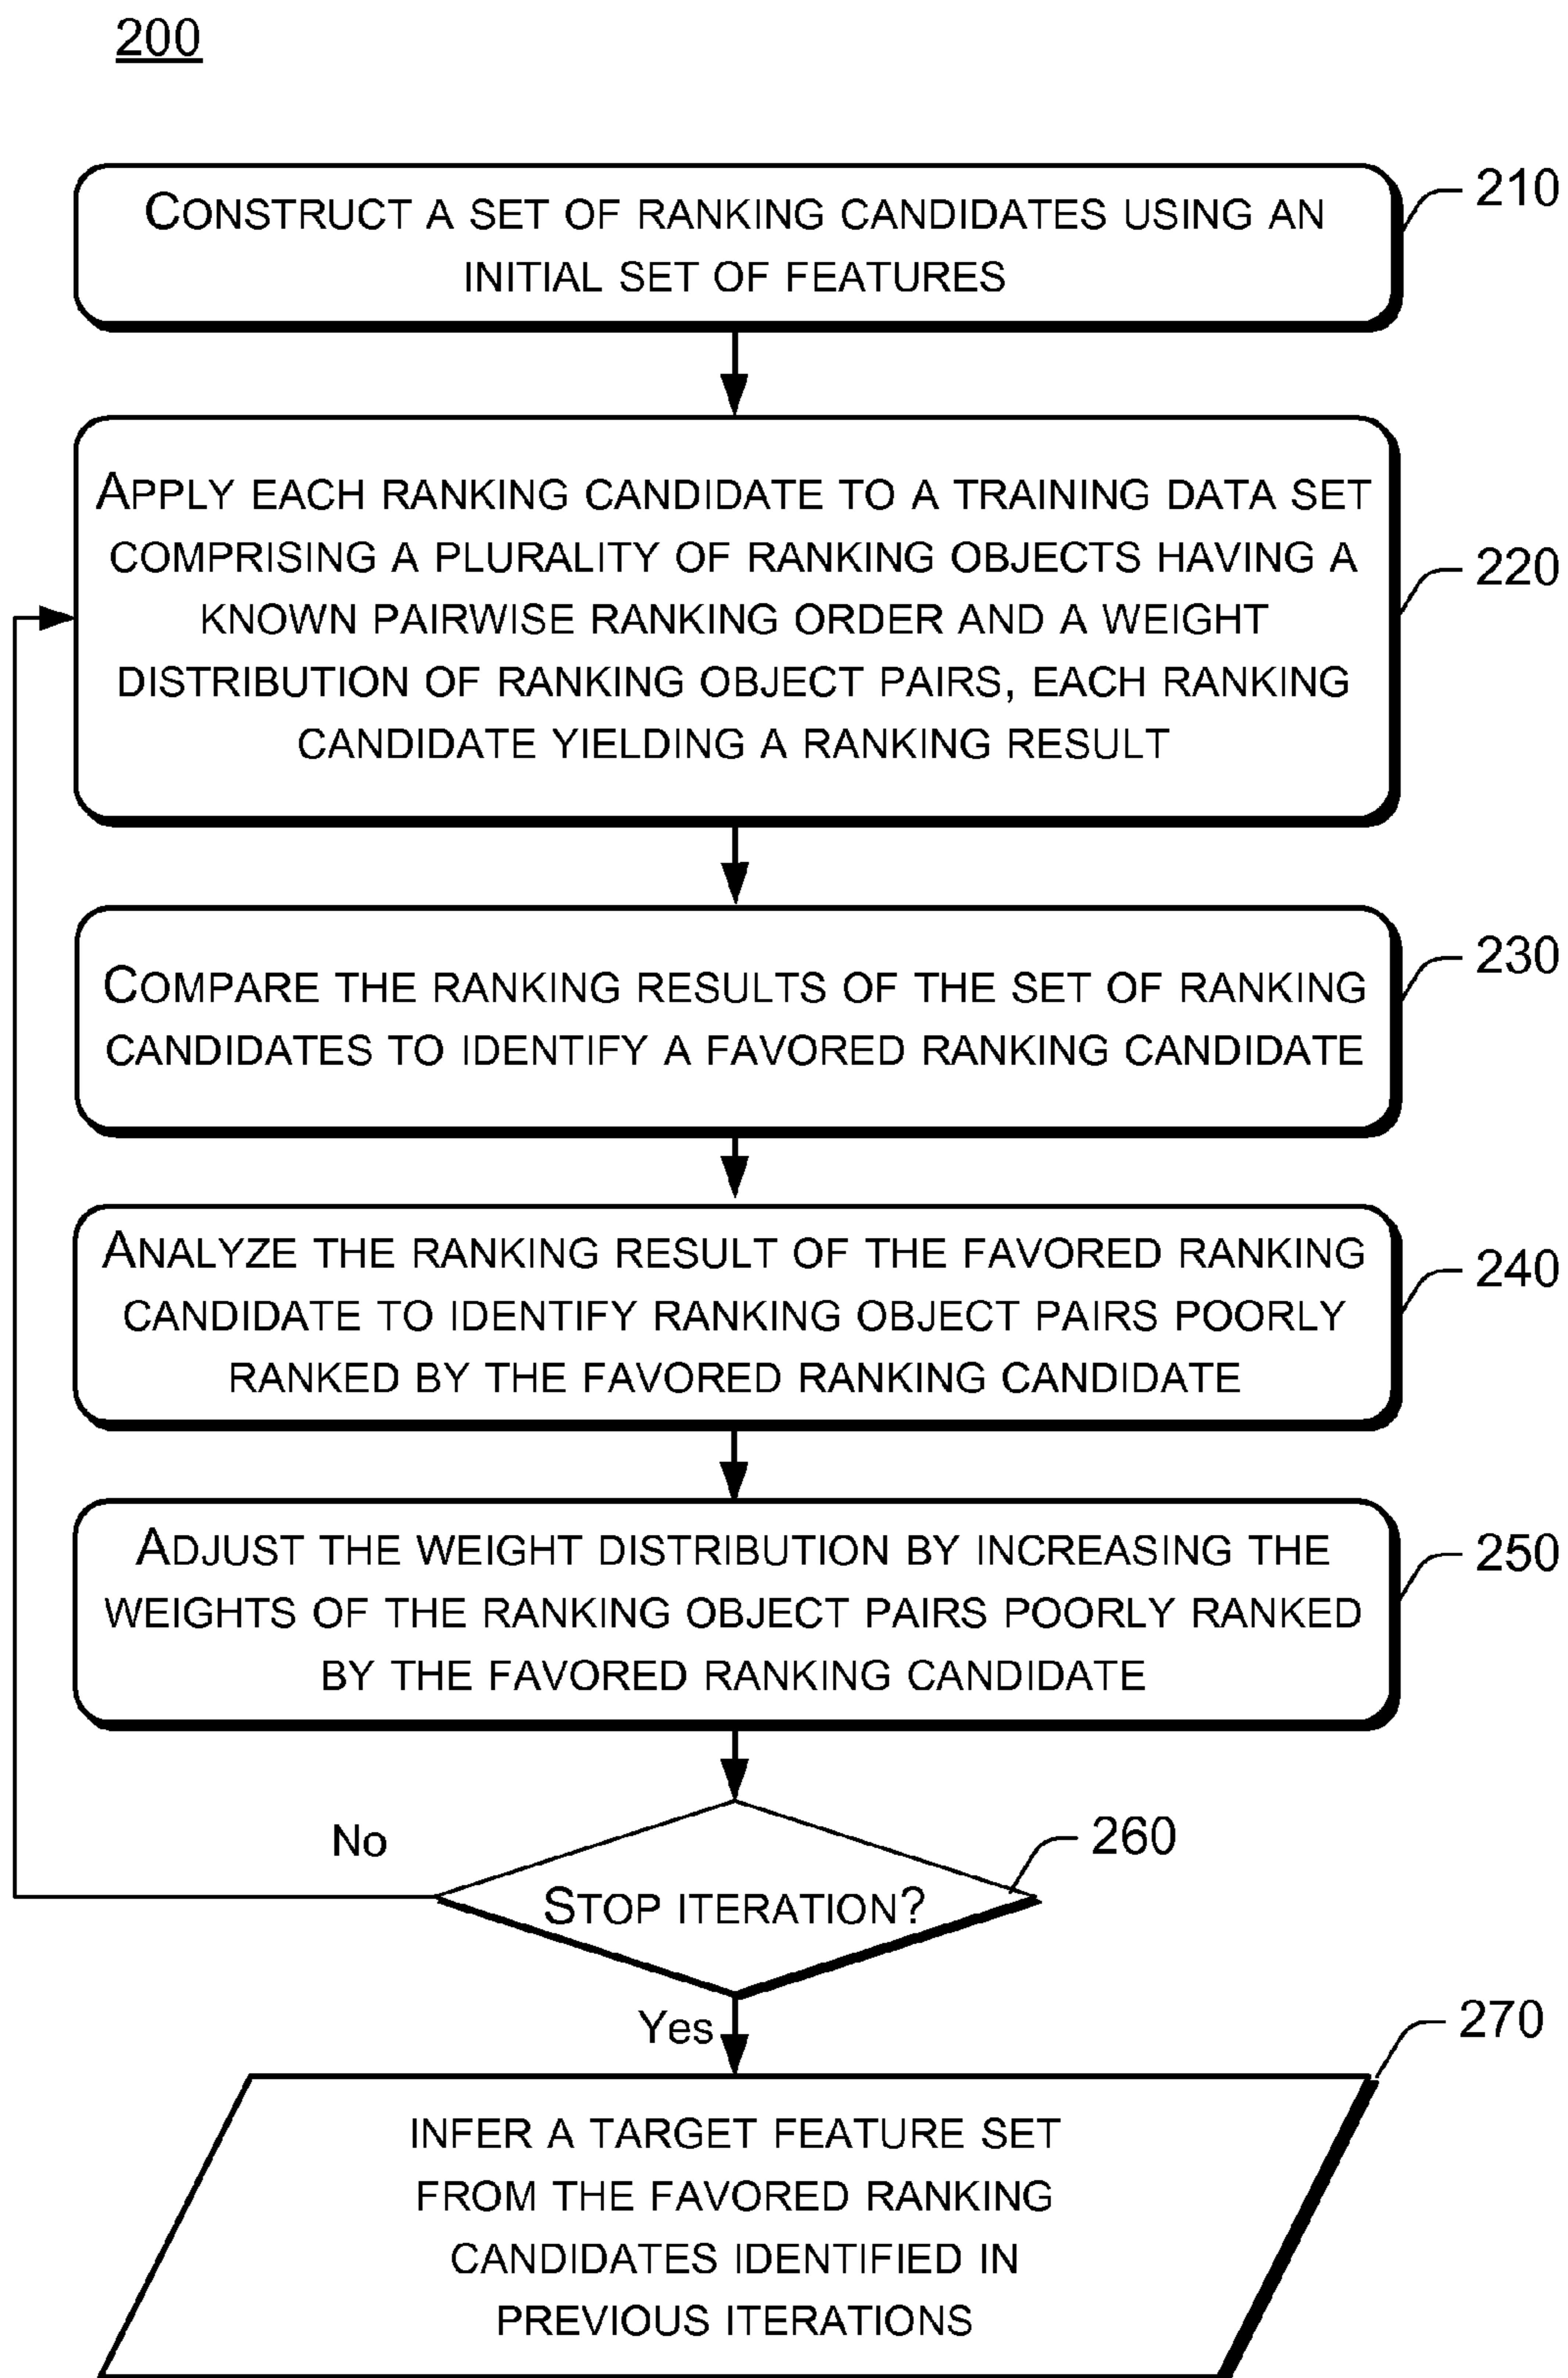 200
CONSTRUCT A SET OF RANKING CANDIDATES USING AN
INITIAL SET OF FEATURES
210
APPLY EACH RANKING CANDIDATE TO A TRAINING DATA SET
COMPRISING A PLURALITY OF RANKING OBJECTS HAVING A
KNOWN PAIRWISE RANKING ORDER AND A WEIGHT
DISTRIBUTION OF RANKING OBJECT PAIRS, EACH RANKING
CANDIDATE YIELDING A RANKING RESULT
220
COMPARE THE RANKING RESULTS OF THE SET OF RANKING
CANDIDATES TO IDENTIFY A FAVORED RANKING CANDIDATE
230
ANALYZE THE RANKING RESULT OF THE FAVORED RANKING
CANDIDATE TO IDENTIFY RANKING OBJECT PAIRS POORLY
RANKED BY THE FAVORED RANKING CANDIDATE
240
ADJUST THE WEIGHT DISTRIBUTION BY INCREASING THE
WEIGHTS OF THE RANKING OBJECT PAIRS POORLY RANKED
BY THE FAVORED RANKING CANDIDATE
250
No
STOP ITERATION?
260
Yes
INFER A TARGET FEATURE SET
FROM THE FAVORED RANKING
CANDIDATES IDENTIFIED IN
PREVIOUS ITERATIONS
270